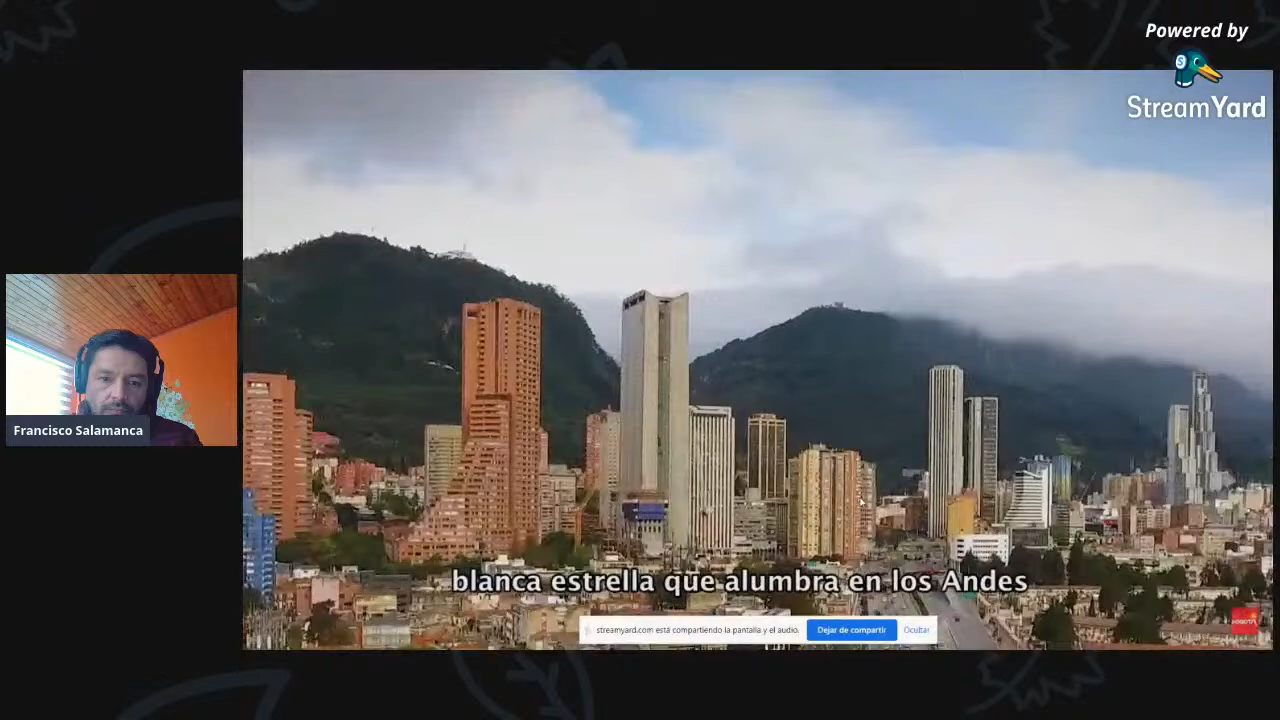 Powered by
StreamYard
Francisco Salamanca
blanca estrella que alumbra en los Andes
streamyard.com está compartiendo la pantalla y el audio.
Dejar de compartir
Ocultar
BOGOTÁ